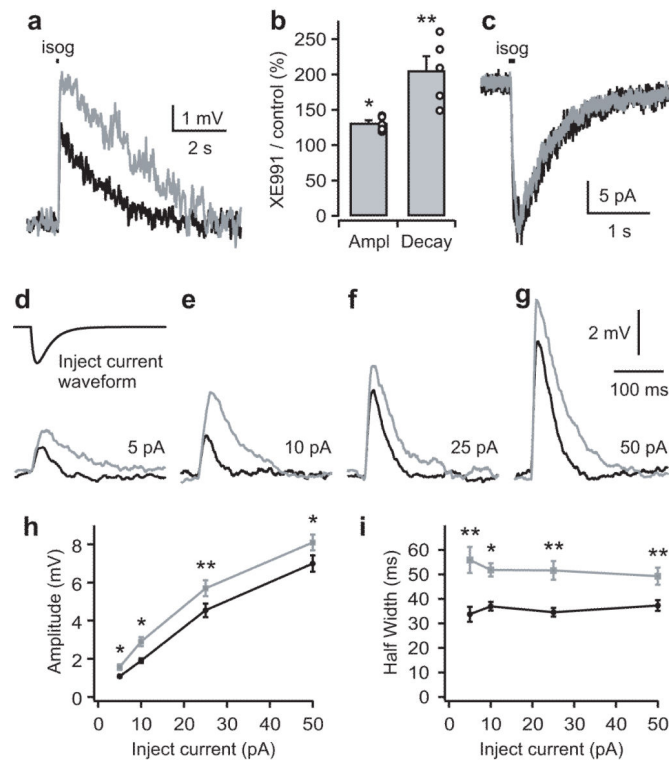 a
isog
1 mV
2 s
b
XE991 / control (%)
250
200
150
100
50
0
*
**
Ampl
Decay
c
isog
5 pA
1 s
d
Inject current
waveform
5 pA
e
10 pA
f
25 pA
g
2 mV
100 ms
50 pA
h
Amplitude (mV)
8
6
4
2
0
*
*
**
*
0 10 20 30 40 50
Inject current (pA)
i
Half Width (ms)
60
50
40
30
20
10
0
**
*
**
**
0 10 20 30 40 50
Inject current (pA)